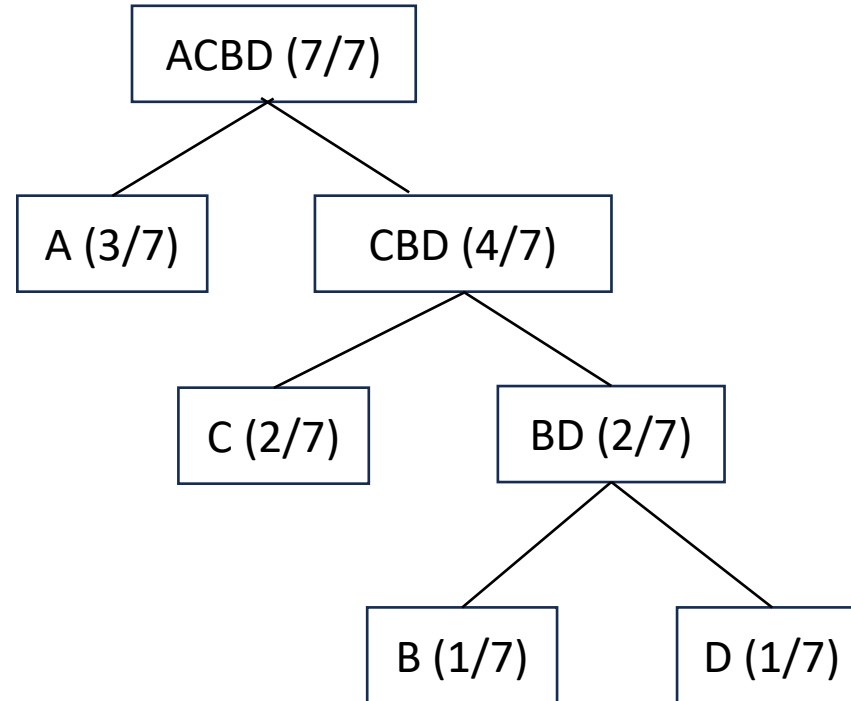 ACBD (7/7)
A (3/7)
CBD (4/7)
C (2/7)
BD (2/7)
B (1/7)
D (1/7)